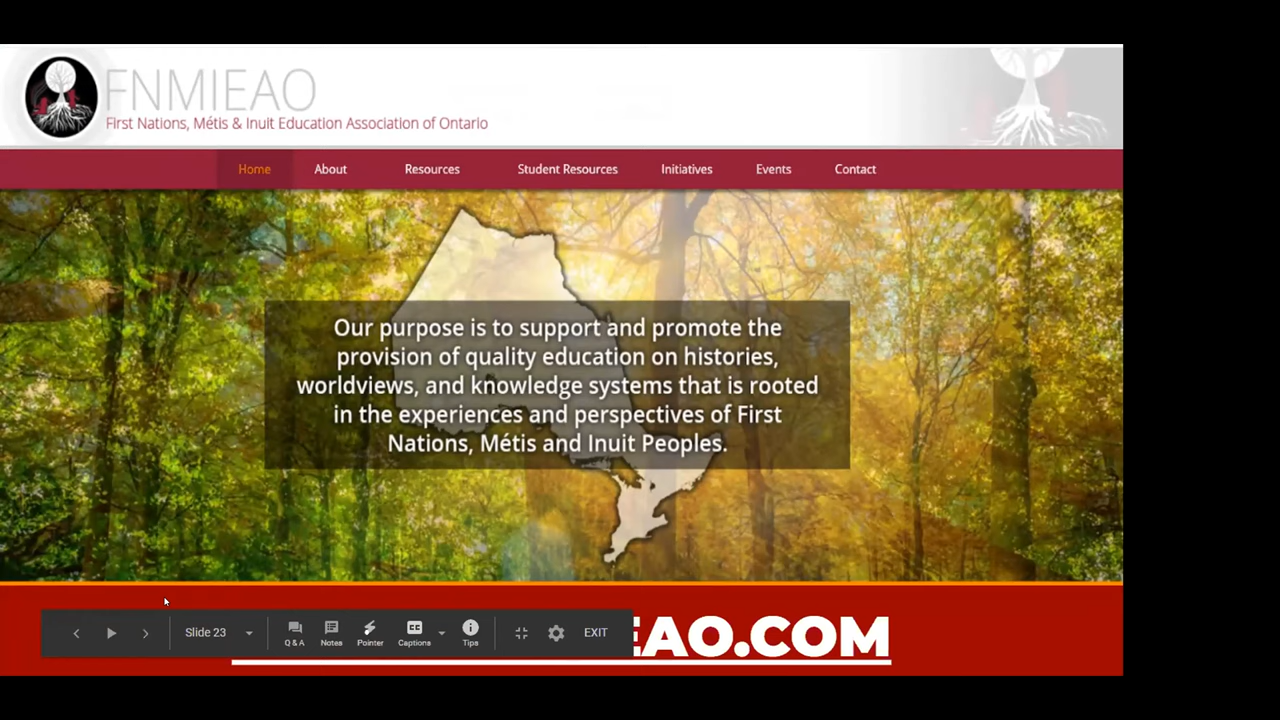 FNMIEAO
First Nations, Métis & Inuit Education Association of Ontario
Home About Resources Student Resources Initiatives Events Contact
Our purpose is to support and promote the
provision of quality education on histories,
worldviews, and knowledge systems that is rooted
in the experiences and perspectives of First
Nations, Métis and Inuit Peoples.
EAO.COM
Slide 23
Q & A Notes Pointer Captions Tips EXIT